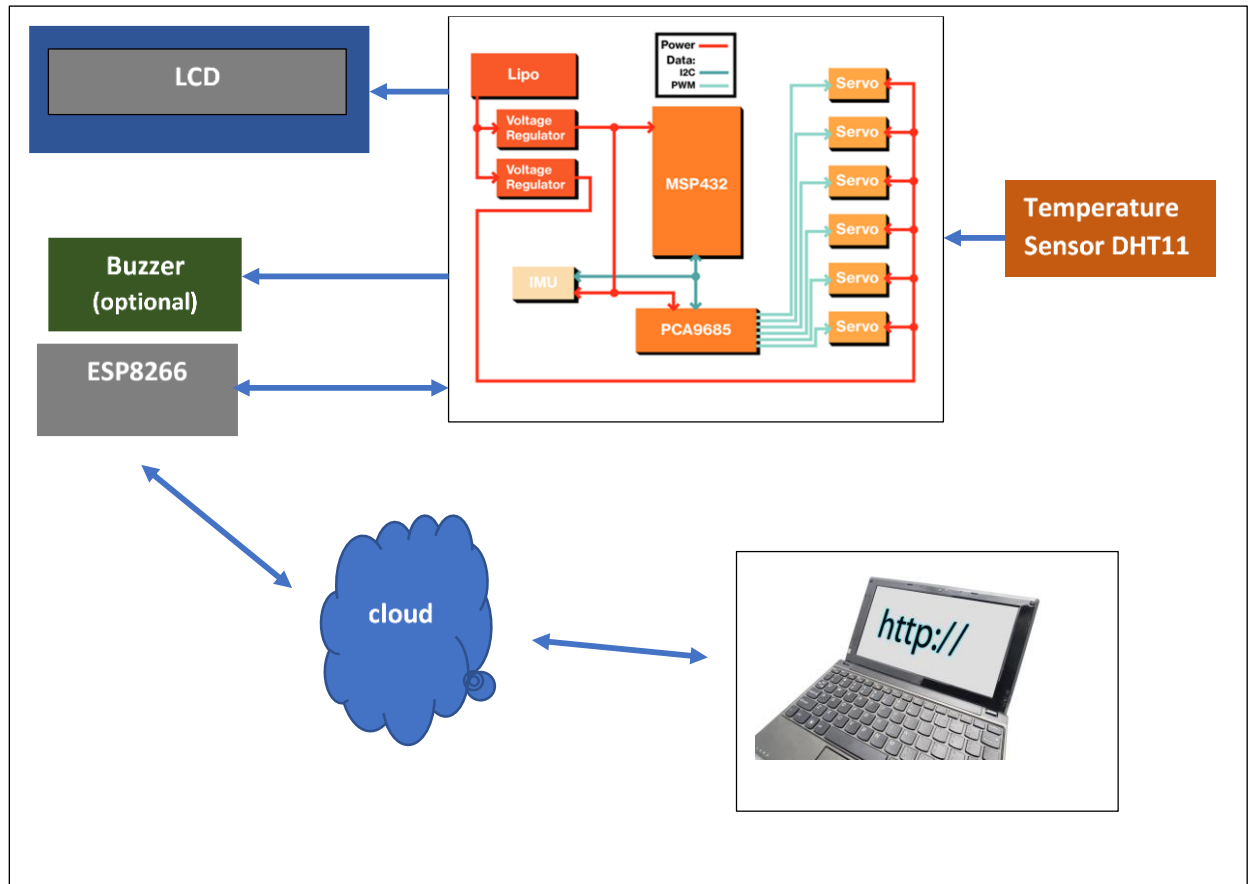 LCD
Power
Data:
I2C
PWM
Lipo
Voltage
Regulator
Voltage
Regulator
MSP432
IMU
PCA9685
Servo
Servo
Servo
Servo
Servo
Servo
Temperature
Sensor DHT11
Buzzer
(optional)
ESP8266
cloud
http://